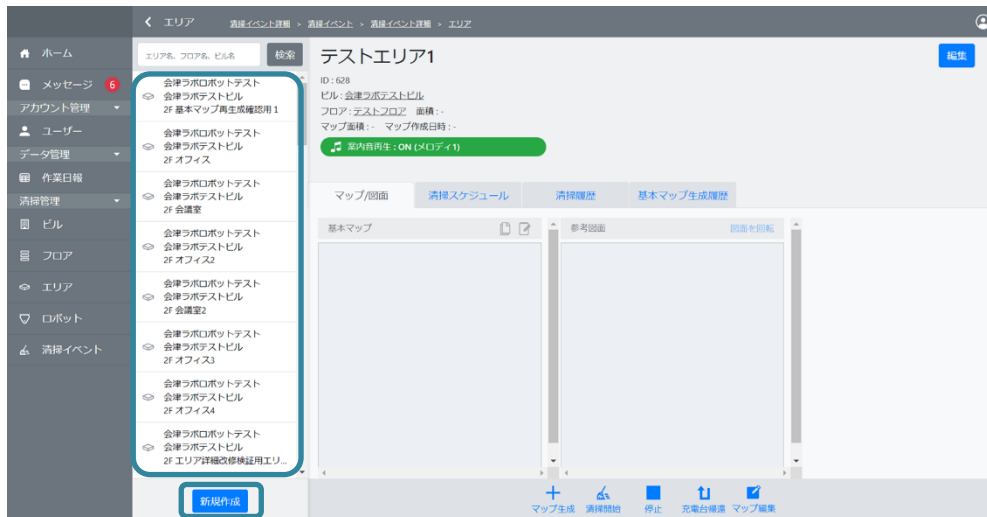 エリア
清掃イベント詳細 > 清掃イベント > 清掃イベント詳細 > エリア
ホーム
メッセージ 6
アカウント管理
ユーザー
データ管理
作業日報
清掃管理
ビル
フロア
エリア
ロボット
清掃イベント
エリア名、フロア名、ビル名 検索
会津ラボロボットテスト
会津ラボテストビル
2F 基本マップ再生成確認用1
会津ラボロボットテスト
会津ラボテストビル
2F オフィス
会津ラボロボットテスト
会津ラボテストビル
2F 会議室
会津ラボロボットテスト
会津ラボテストビル
2F オフィス2
会津ラボロボットテスト
会津ラボテストビル
2F 会議室2
会津ラボロボットテスト
会津ラボテストビル
2F オフィス3
会津ラボロボットテスト
会津ラボテストビル
2F オフィス4
会津ラボロボットテスト
会津ラボテストビル
2F エリア詳細改修検証用エリ...
新規作成
テストエリア1
編集
ID : 628
ビル : 会津ラボテストビル
フロア : テストフロア 面積 : -
マップ面積 : - マップ作成日時 : -
案内音再生 : ON (メロディ1)
マップ/図面 清掃スケジュール 清掃履歴 基本マップ生成履歴
基本マップ
参考図面 図面を回転
マップ生成 清掃開始 停止 充電台帰還 マップ編集